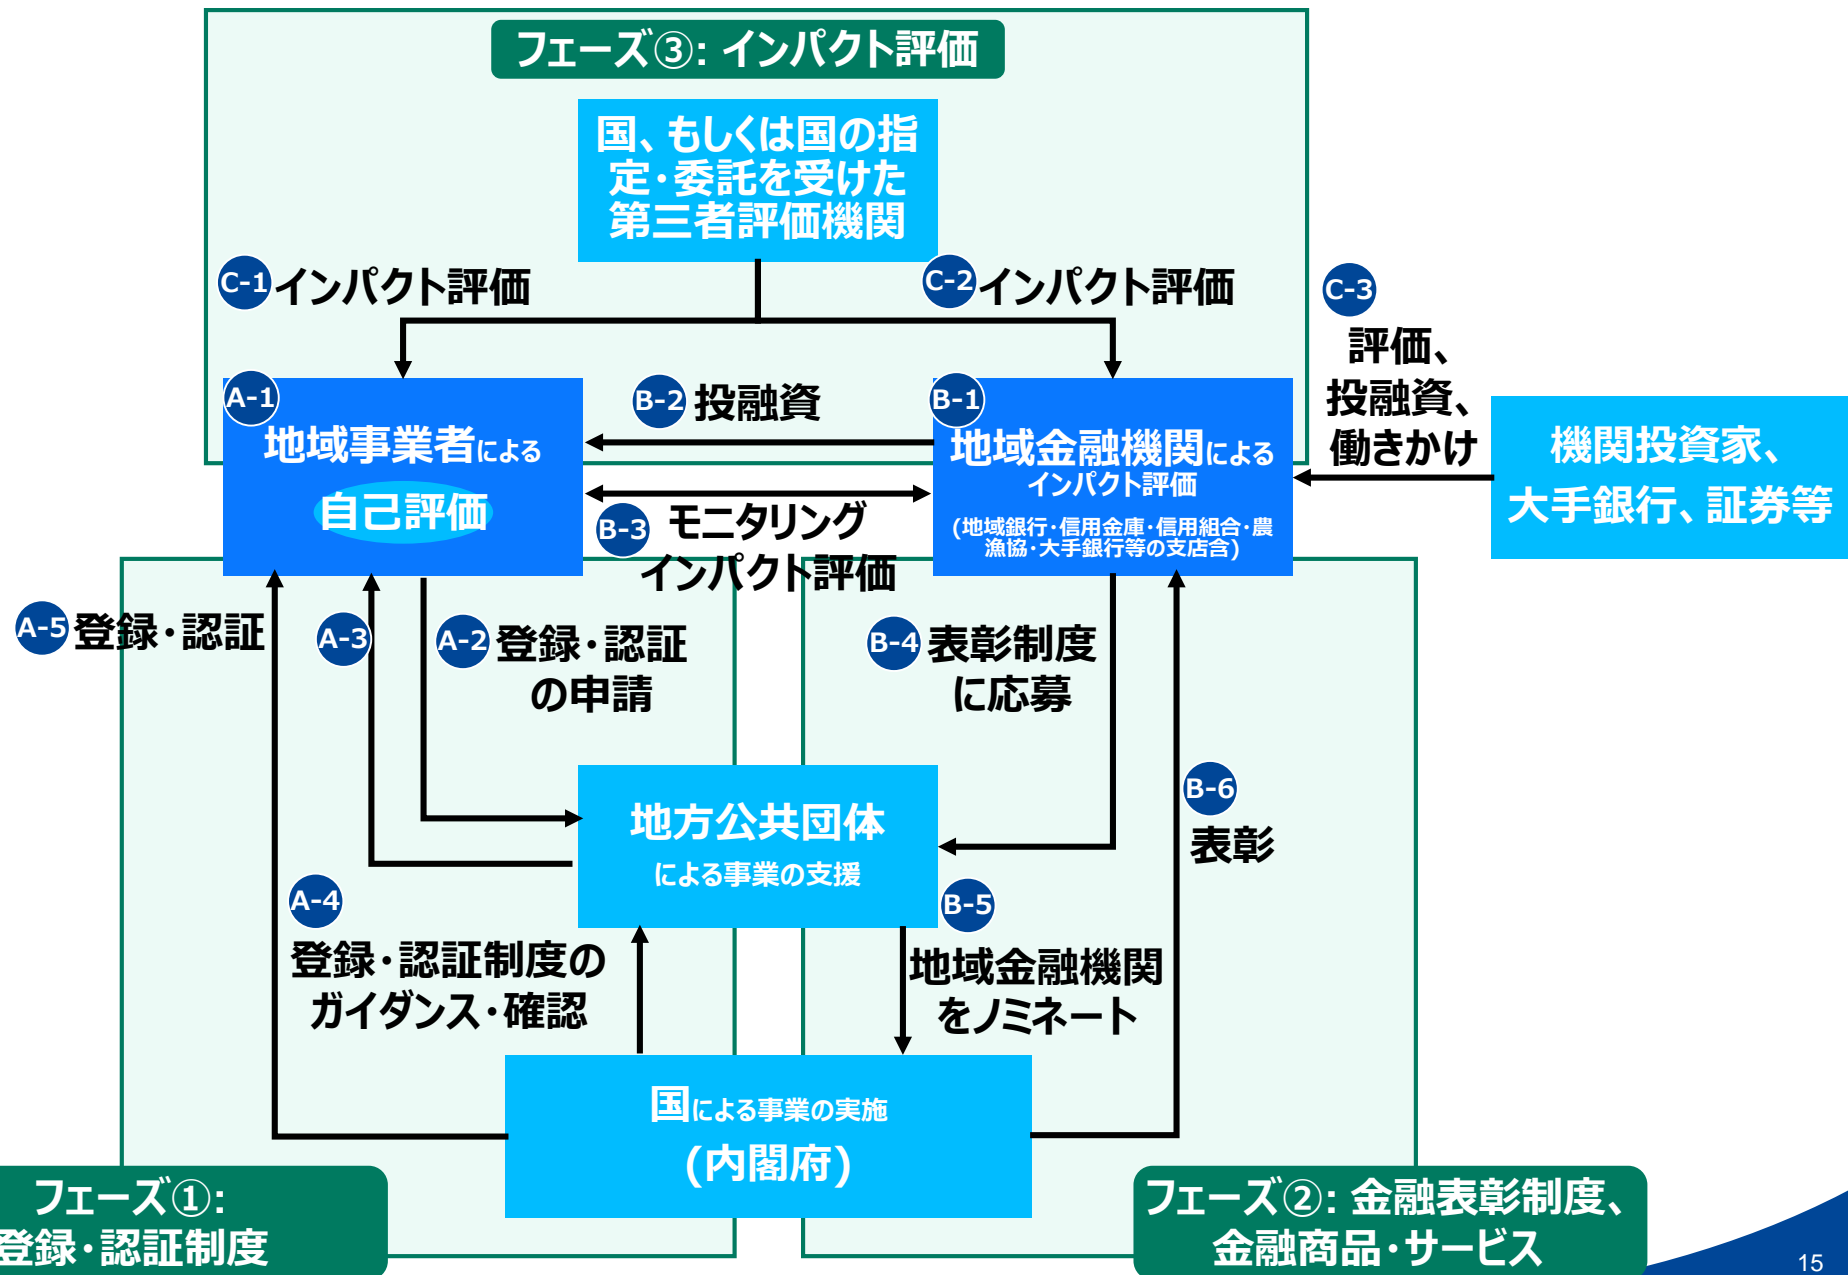 フェーズ③: インパクト評価
国、もしくは国の指
定・委託を受けた
第三者評価機関
C-1
インパクト評価
C-2
インパクト評価
C-3
評価、
投融資、
働きかけ
A-1
地域事業者による
自己評価
B-2
投融資
B-1
地域金融機関による
インパクト評価
(地域銀行・信用金庫・信用組合・農
漁協・大手銀行等の支店含)
機関投資家、
大手銀行、証券等
B-3
モニタリング
インパクト評価
A-5
登録・認証
A-3
A-2
登録・認証
の申請
B-4
表彰制度
に応募
地方公共団体
による事業の支援
B-6
表彰
A-4
登録・認証制度の
ガイダンス・確認
B-5
地域金融機関
をノミネート
国による事業の実施
(内閣府)
フェーズ①:
登録・認証制度
フェーズ②: 金融表彰制度、
金融商品・サービス
15